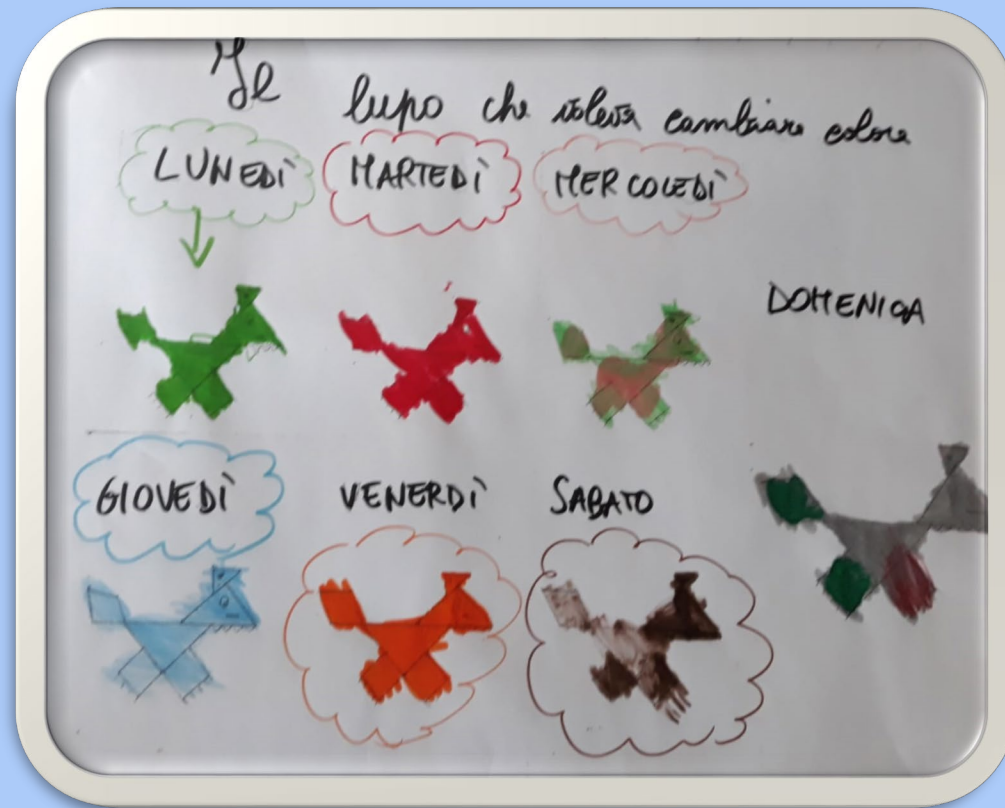 Il lupo che voleva cambiare colore
LUNEDÌ MARTEDÌ MERCOLEDÌ
DOMENICA
GIOVEDÌ VENERDÌ SABATO